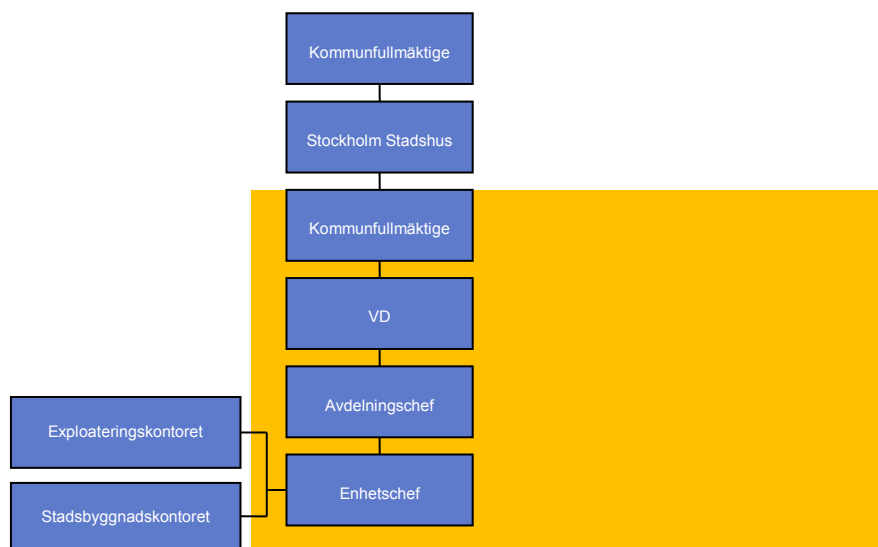 Kommunfullmäktige
Stockholm Stadshus
Kommunfullmäktige
VD
Avdelningschef
Exploateringskontoret
Enhetschef
Stadsbyggnadskontoret